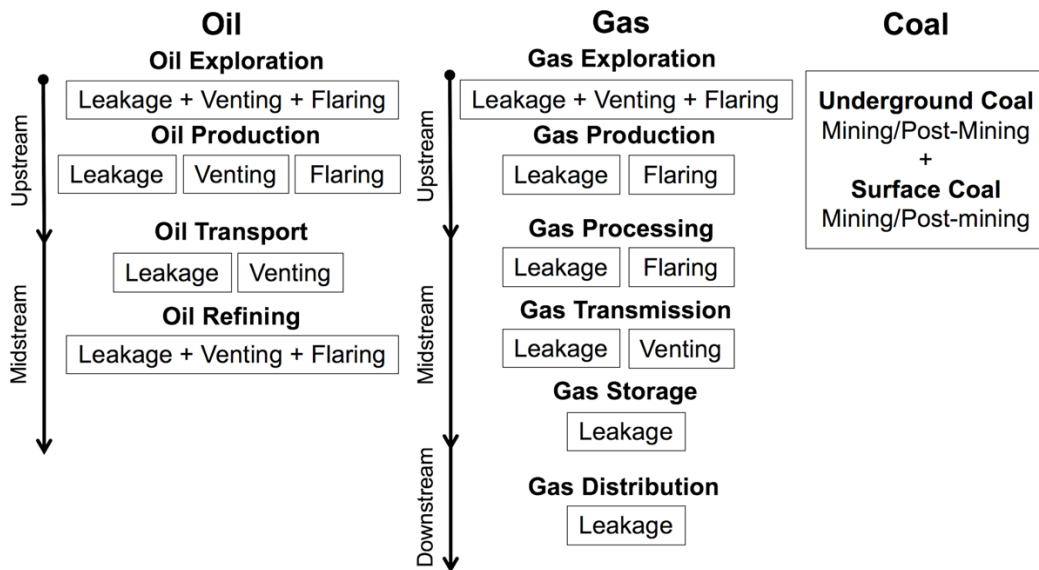 Oil
Oil Exploration
Leakage + Venting + Flaring
Oil Production
Leakage
Venting
Flaring
Oil Transport
Leakage
Venting
Oil Refining
Leakage + Venting + Flaring
Upstream
Midstream
Gas
Gas Exploration
Leakage + Venting + Flaring
Gas Production
Leakage
Flaring
Gas Processing
Leakage
Flaring
Gas Transmission
Leakage
Venting
Gas Storage
Leakage
Gas Distribution
Leakage
Upstream
Midstream
Downstream
Coal
Underground Coal
Mining/Post-Mining
+
Surface Coal
Mining/Post-mining